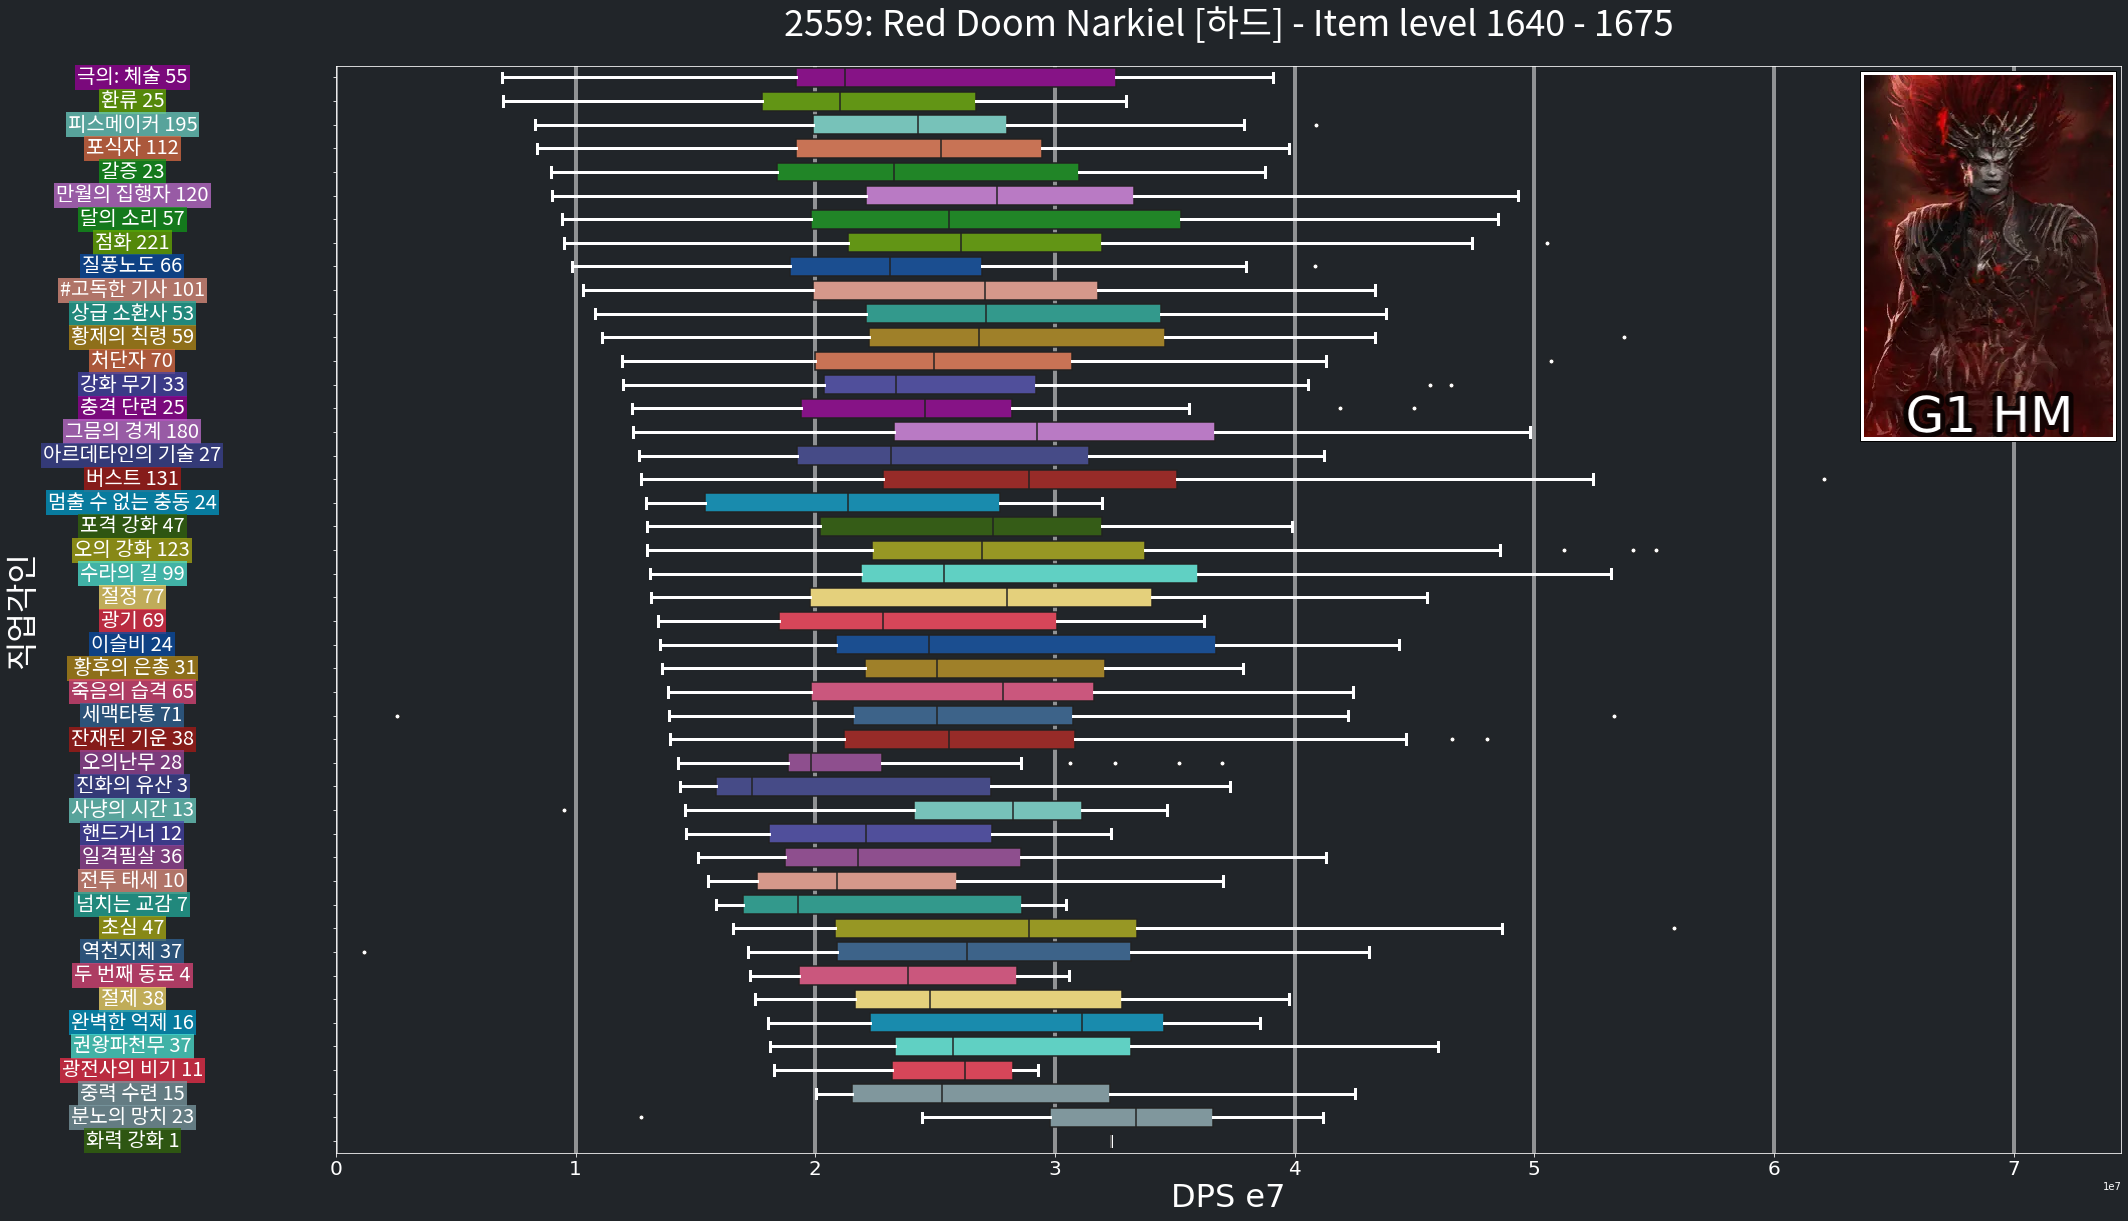 2559: Red Doom Narkiel [하드] - Item level 1640 - 1675
극의: 체술 55
환류 25
피스메이커 195
포식자 112
갈증 23
만월의 집행자 120
달의 소리 57
점화 221
질풍노도 66
#고독한 기사 101
상급 소환사 53
황제의 칙령 59
처단자 70
강화 무기 33
충격 단련 25
그믐의 경계 180
아르데타인의 기술 27
버스트 131
멈출 수 없는 충동 24
포격 강화 47
오의 강화 123
수라의 길 99
절정 77
광기 69
이슬비 24
황후의 은총 31
죽음의 습격 65
세맥타통 71
잔재된 기운 38
오의난무 28
진화의 유산 3
사냥의 시간 13
핸드거너 12
일격필살 36
전투 태세 10
넘치는 교감 7
초심 47
역천지체 37
두 번째 동료 4
절제 38
완벽한 억제 16
권왕파천무 37
광전사의 비기 11
중력 수련 15
분노의 망치 23
화력 강화 1
직업각인
G1 HM
0 1 2 3 4 5 6 7
1e7
DPS e7